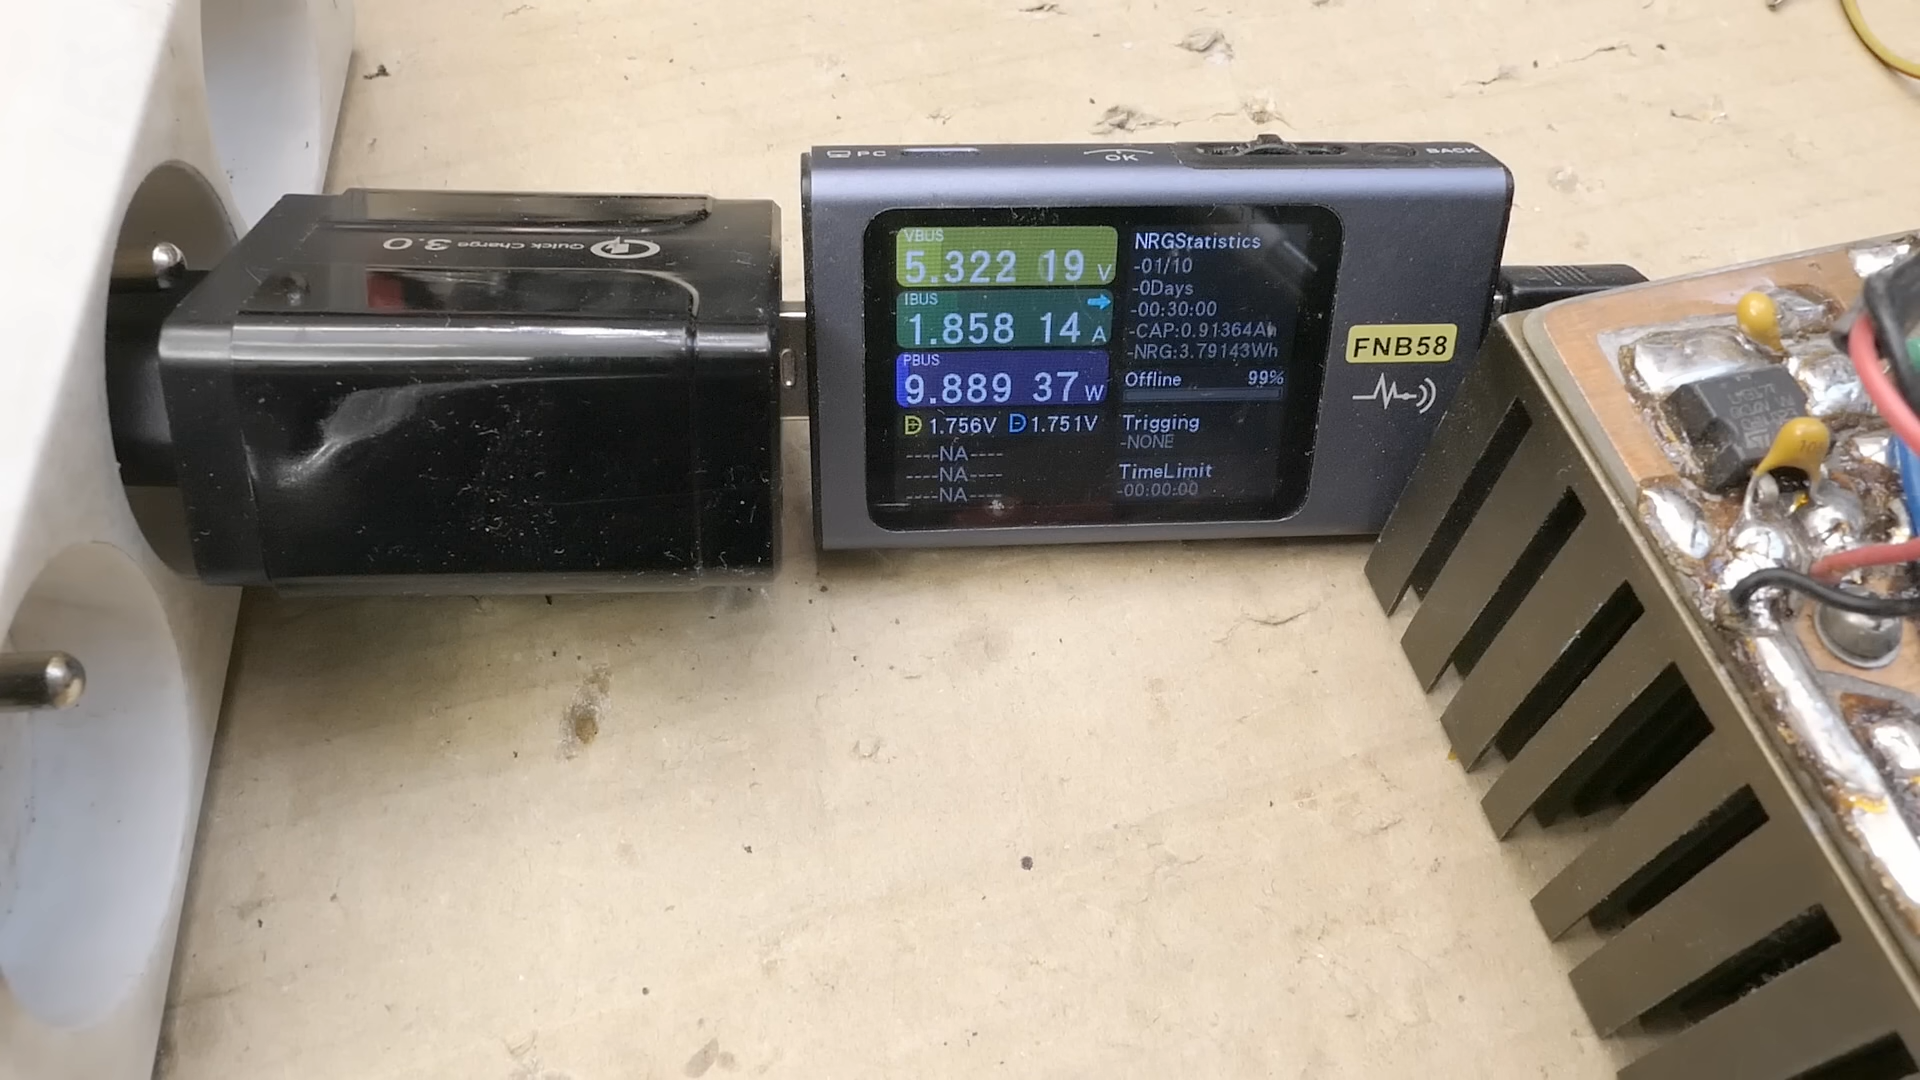 Quick Charge 3.0
PC
OK
BACK
VBUS
5.322 19 V
IBUS
1.858 14 A
PBUS
9.889 37 W
D 1.756V D 1.751V
----NA----
----NA----
----NA----
NRGStatistics
-01/10
-0Days
-00:30:00
-CAP:0.91364Ah
-NRG:3.79143Wh
Offline 99%
Trigging
-NONE
TimeLimit
-00:00:00
FNB58